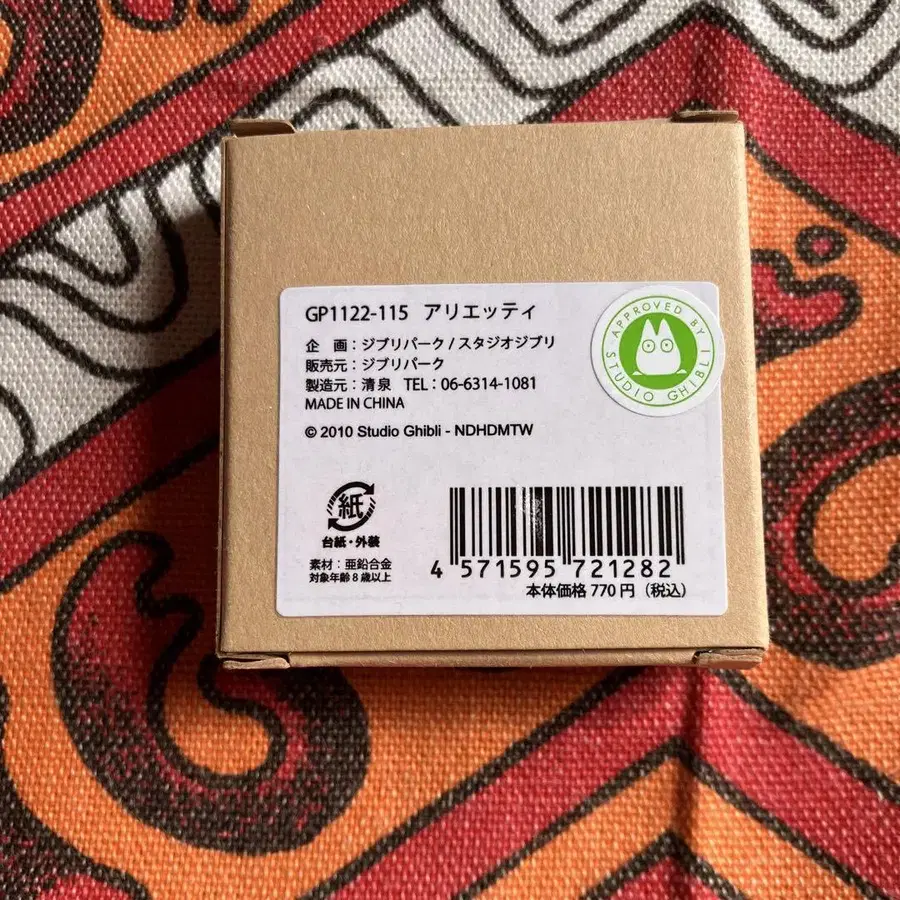 GP1122-115 アリエッティ
企 画：ジブリパーク / スタジオジブリ
販売元：ジブリパーク
製造元：清泉 TEL：06-6314-1081
MADE IN CHINA
© 2010 Studio Ghibli - NDHDMTW
APPROVED BY
STUDIO GHIBLI
紙
台紙・外装
素材：亜鉛合金
対象年齢8歳以上
4 571595 721282
本体価格 770 円（税込）